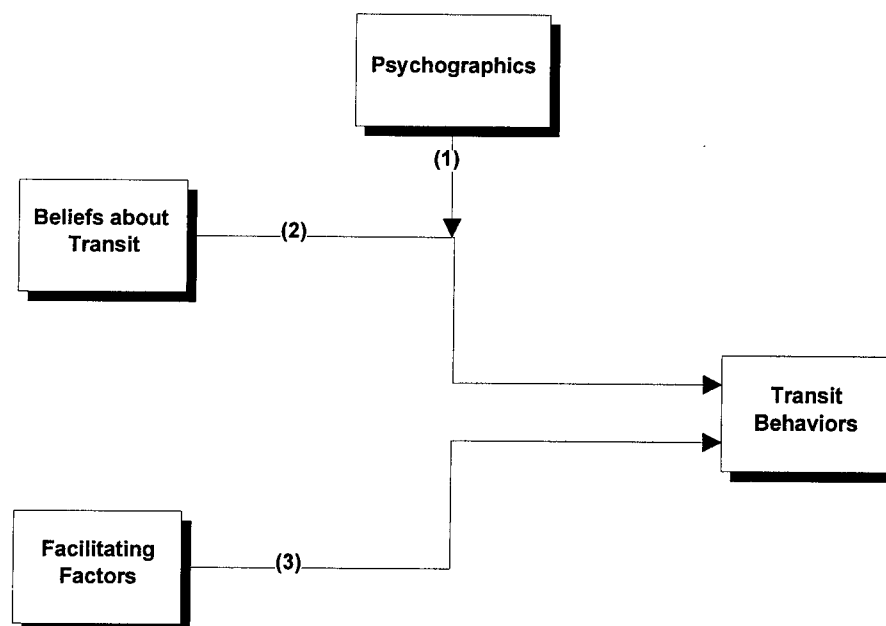 Psychographics
(1)
Beliefs about
Transit
(2)
Transit
Behaviors
Facilitating
Factors
(3)